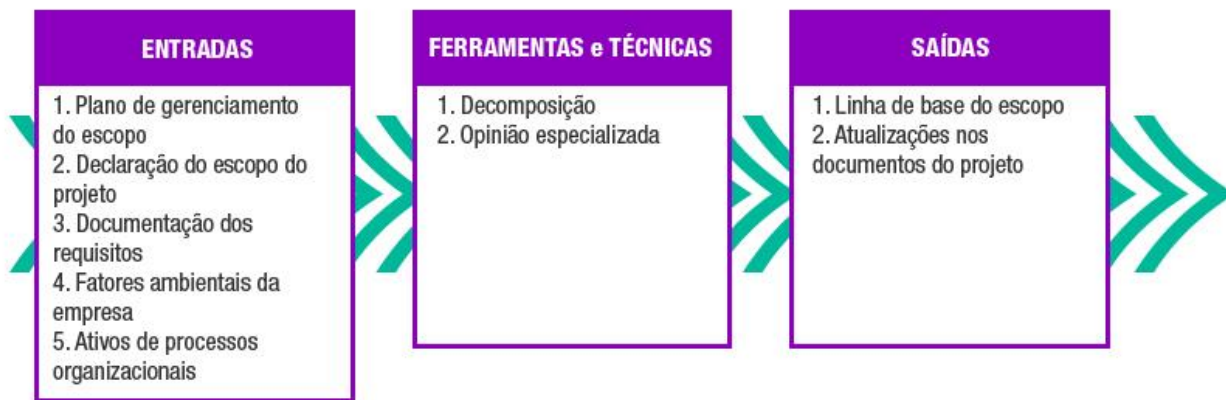 ENTRADAS
1. Plano de gerenciamento
do escopo
2. Declaração do escopo do
projeto
3. Documentação dos
requisitos
4. Fatores ambientais da
empresa
5. Ativos de processos
organizacionais
FERRAMENTAS e TÉCNICAS
1. Decomposição
2. Opinião especializada
SAÍDAS
1. Linha de base do escopo
2. Atualizações nos
documentos do projeto